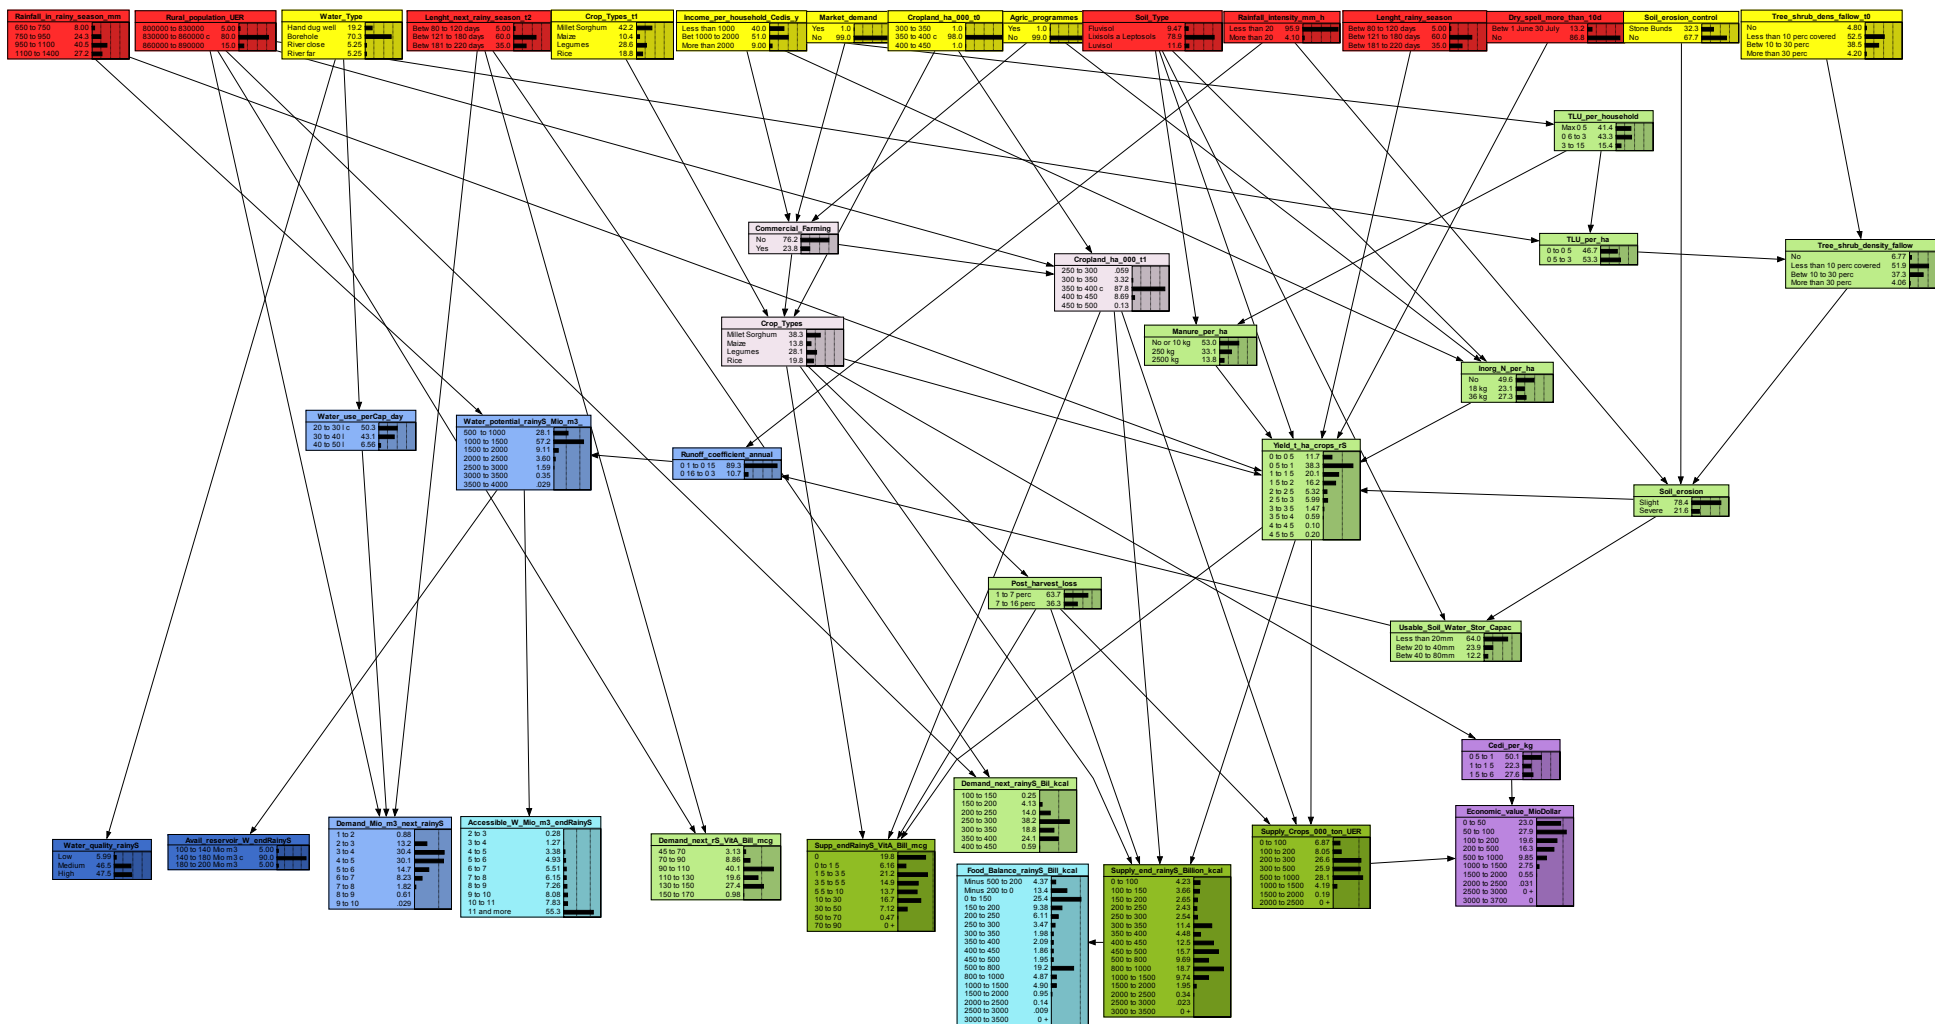 Rainfall_in_rainy_season_mm
650 to 750 8.00
750 to 950 24.3
950 to 1100 40.5
1100 to 1400 27.2
Rural_population_UER
800000 to 830000 5.00
830000 to 860000 c 80.0
860000 to 890000 15.0
Water_Type
Hand dug well 19.2
Borehole 70.3
River close 5.25
River far 5.25
Lenght_next_rainy_season_t2
Betw 80 to 120 days 5.00
Betw 121 to 180 days 60.0
Betw 181 to 220 days 35.0
Crop_Types_t1
Millet Sorghum 42.2
Maize 10.4
Legumes 28.6
Rice 18.8
Income_per_household_Cedis_y
Less than 1000 40.0
Bet 1000 to 2000 51.0
More than 2000 9.00
Market_demand
Yes 1.0
No 99.0
Cropland_ha_000_t0
300 to 350 1.0
350 to 400 c 98.0
400 to 450 1.0
Agric_programmes
Yes 1.0
No 99.0
Soil_Type
Fluvisol 9.47
Lixisols a Leptosols 78.9
Luvisol 11.6
Rainfall_intensity_mm_h
Less than 20 95.9
More than 20 4.10
Lenght_rainy_season
Betw 80 to 120 days 5.00
Betw 121 to 180 days 60.0
Betw 181 to 220 days 35.0
Dry_spell_more_than_10d
Betw 1 June 30 July 13.2
No 86.8
Soil_erosion_control
Stone Bunds 32.3
No 67.7
Tree_shrub_dens_fallow_t0
No 4.80
Less than 10 perc covered 52.5
Betw 10 to 30 perc 38.5
More than 30 perc 4.20
TLU_per_household
Max 0 5 41.4
0 6 to 3 43.3
3 to 15 15.4
Commercial_Farming
No 76.2
Yes 23.8
TLU_per_ha
0 to 0 5 46.7
0 5 to 3 53.3
Tree_shrub_density_fallow
No 6.77
Less than 10 perc covered 51.9
Betw 10 to 30 perc 37.3
More than 30 perc 4.06
Cropland_ha_000_t1
250 to 300 .059
300 to 350 3.32
350 to 400 c 87.8
400 to 450 8.69
450 to 500 0.13
Crop_Types
Millet Sorghum 38.3
Maize 13.8
Legumes 28.1
Rice 19.8
Manure_per_ha
No or 10 kg 53.0
250 kg 33.1
2500 kg 13.8
Inorg_N_per_ha
No 49.6
18 kg 23.1
36 kg 27.3
Water_use_perCap_day
20 to 30 l c 50.3
30 to 40 l 43.1
40 to 50 l 6.56
Water_potential_rainyS_Mio_m3_
500 to 1000 28.1
1000 to 1500 57.2
1500 to 2000 9.11
2000 to 2500 3.60
2500 to 3000 1.59
3000 to 3500 0.35
3500 to 4000 .029
Runoff_coefficient_annual
0 1 to 0 15 89.3
0 16 to 0 3 10.7
Yield_t_ha_crops_rS
0 to 0 5 11.7
0 5 to 1 38.3
1 to 1 5 20.1
1 5 to 2 16.2
2 to 2 5 5.32
2 5 to 3 5.99
3 to 3 5 1.47
3 5 to 4 0.59
4 to 4 5 0.10
4 5 to 5 0.20
Soil_erosion
Slight 78.4
Severe 21.6
Post_harvest_loss
1 to 7 perc 63.7
7 to 16 perc 36.3
Usable_Soil_Water_Stor_Capac
Less than 20mm 64.0
Betw 20 to 40mm 23.9
Betw 40 to 80mm 12.2
Cedi_per_kg
0 5 to 1 50.1
1 to 1 5 22.3
1 5 to 6 27.6
Demand_next_rainyS_Bil_kcal
100 to 150 0.25
150 to 200 4.13
200 to 250 14.0
250 to 300 38.2
300 to 350 18.8
350 to 400 24.1
400 to 450 0.59
Economic_value_MioDollar
0 to 50 23.0
50 to 100 27.9
100 to 200 19.6
200 to 500 16.3
500 to 1000 9.85
1000 to 1500 2.75
1500 to 2000 0.55
2000 to 2500 .031
2500 to 3000 0 +
3000 to 3700 0
Water_quality_rainyS
Low 5.99
Medium 46.5
High 47.5
Avail_reservoir_W_endRainyS
100 to 140 Mio m3 5.00
140 to 180 Mio m3 c 90.0
180 to 200 Mio m3 5.00
Demand_Mio_m3_next_rainyS
1 to 2 0.88
2 to 3 13.2
3 to 4 30.4
4 to 5 30.1
5 to 6 14.7
6 to 7 8.23
7 to 8 1.82
8 to 9 0.61
9 to 10 .029
Accessible_W_Mio_m3_endRainyS
2 to 3 0.28
3 to 4 1.27
4 to 5 3.38
5 to 6 4.93
6 to 7 5.51
7 to 8 6.15
8 to 9 7.26
9 to 10 8.08
10 to 11 7.83
11 and more 55.3
Demand_next_rS_VitA_Bill_mcg
45 to 70 3.13
70 to 90 8.86
90 to 110 40.1
110 to 130 19.6
130 to 150 27.4
150 to 170 0.98
Supp_endRainyS_VitA_Bill_mcg
0 19.8
0 to 1 5 6.16
1 5 to 3 5 21.2
3 5 to 5 5 14.9
5 5 to 10 13.7
10 to 30 16.7
30 to 50 7.12
50 to 70 0.47
70 to 90 0 +
Supply_Crops_000_ton_UER
0 to 100 6.87
100 to 200 8.05
200 to 300 26.6
300 to 500 25.9
500 to 1000 28.1
1000 to 1500 4.19
1500 to 2000 0.19
2000 to 2500 0 +
Food_Balance_rainyS_Bill_kcal
Minus 500 to 200 4.37
Minus 200 to 0 13.4
0 to 150 25.4
150 to 200 9.38
200 to 250 6.11
250 to 300 3.47
300 to 350 1.98
350 to 400 2.09
400 to 450 1.86
450 to 500 1.95
500 to 800 19.2
800 to 1000 4.87
1000 to 1500 4.90
1500 to 2000 0.95
2000 to 2500 0.14
2500 to 3000 .009
3000 to 3500 0 +
Supply_end_rainyS_Billion_kcal
0 to 100 4.23
100 to 150 3.66
150 to 200 2.65
200 to 250 2.43
250 to 300 2.54
300 to 350 11.4
350 to 400 4.48
400 to 450 12.5
450 to 500 15.7
500 to 800 9.69
800 to 1000 18.7
1000 to 1500 9.74
1500 to 2000 1.95
2000 to 2500 0.34
2500 to 3000 .023
3000 to 3500 0 +